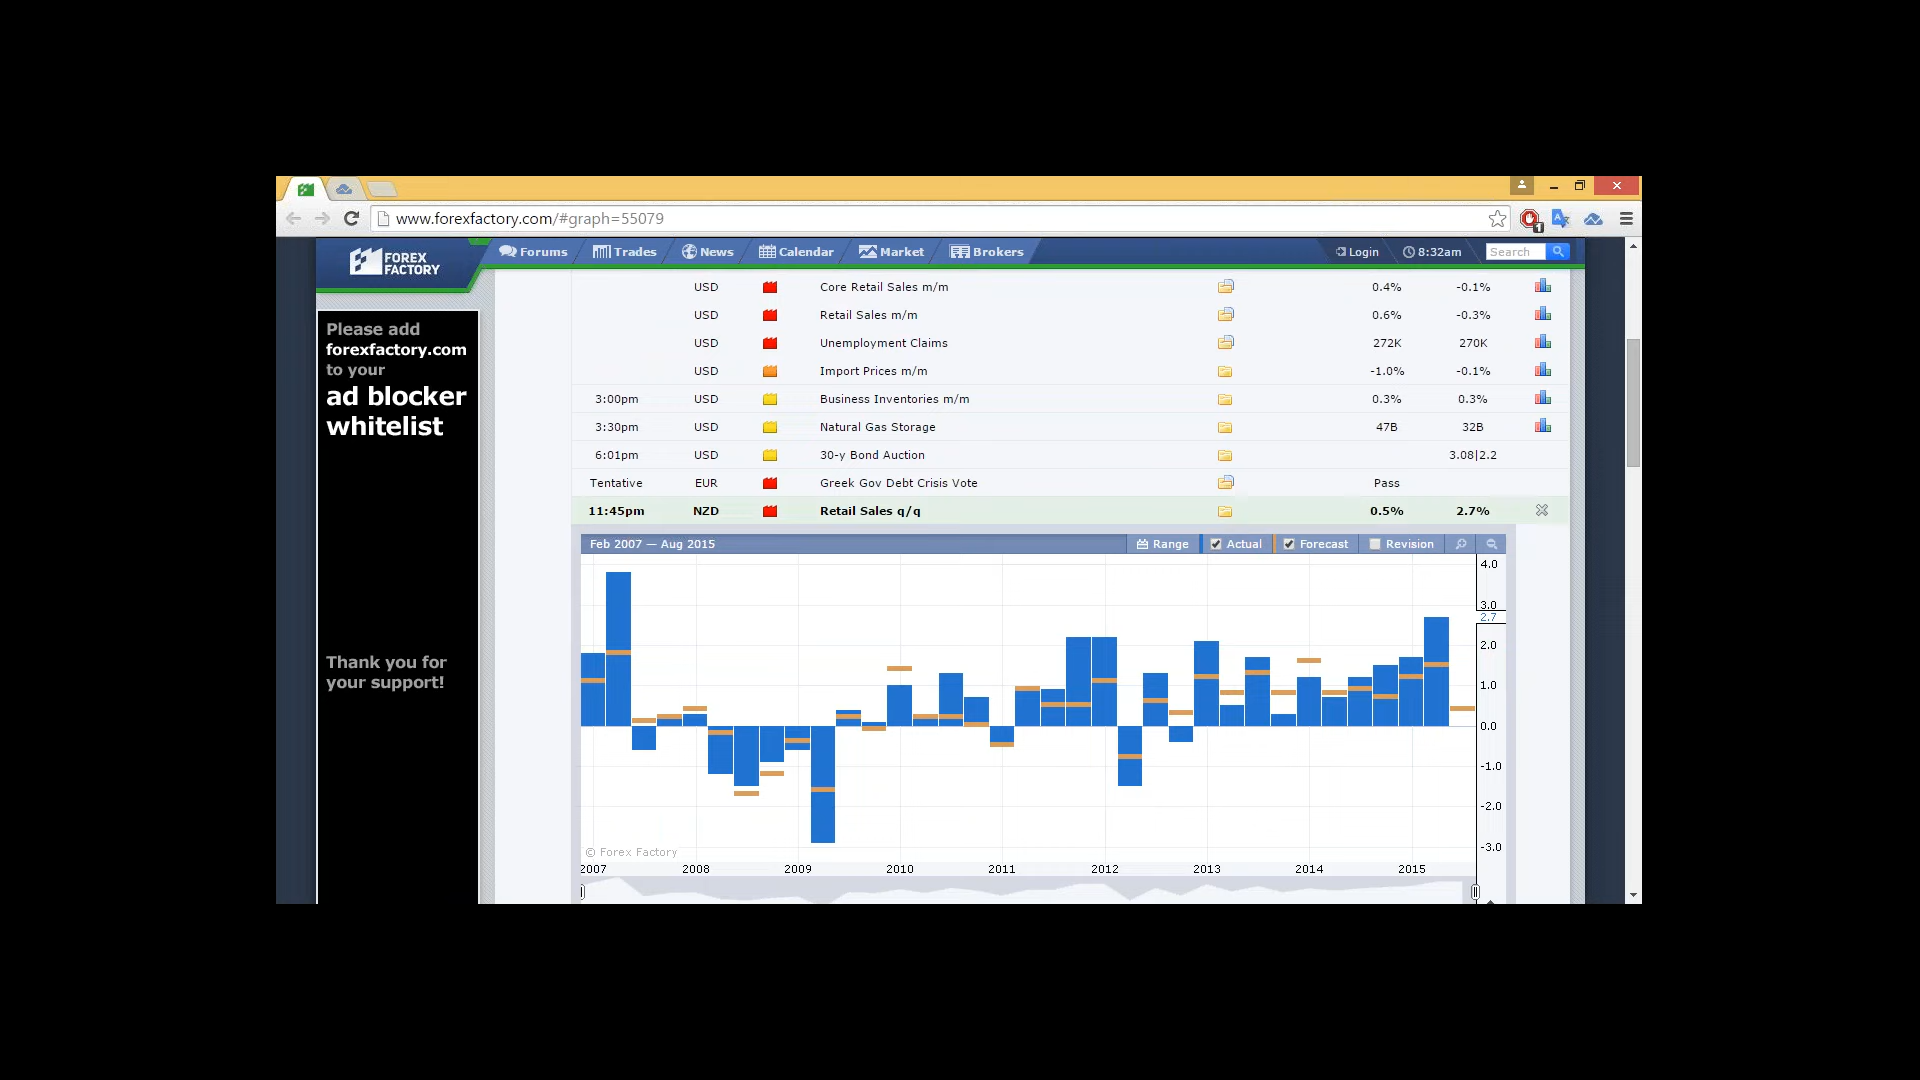 www.forexfactory.com/#graph=55079
1
FOREX FACTORY
Forums Trades News Calendar Market Brokers Login 8:32am Search
USD Core Retail Sales m/m 0.4% -0.1%
USD Retail Sales m/m 0.6% -0.3%
USD Unemployment Claims 272K 270K
USD Import Prices m/m -1.0% -0.1%
3:00pm USD Business Inventories m/m 0.3% 0.3%
3:30pm USD Natural Gas Storage 47B 32B
6:01pm USD 30-y Bond Auction 3.08|2.2
Tentative EUR Greek Gov Debt Crisis Vote Pass
11:45pm NZD Retail Sales q/q 0.5% 2.7%
Please add
forexfactory.com
to your
ad blocker
whitelist
Thank you for
your support!
Feb 2007 — Aug 2015 Range Actual Forecast Revision
4.0
3.0
2.7
2.0
1.0
0.0
-1.0
-2.0
-3.0
© Forex Factory
2007 2008 2009 2010 2011 2012 2013 2014 2015